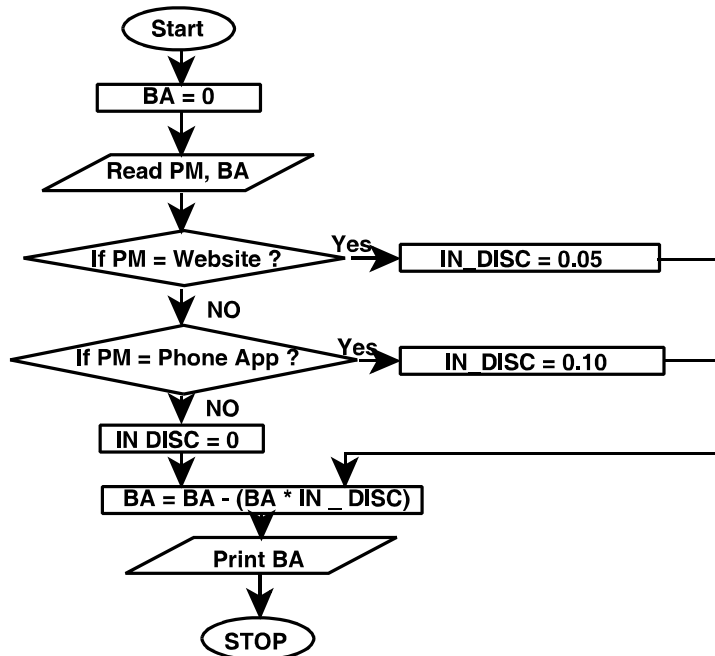 Start
BA = 0
Read PM, BA
If PM = Website ?
Yes
IN_DISC = 0.05
NO
If PM = Phone App ?
Yes
IN_DISC = 0.10
NO
IN DISC = 0
BA = BA - (BA * IN _ DISC)
Print BA
STOP